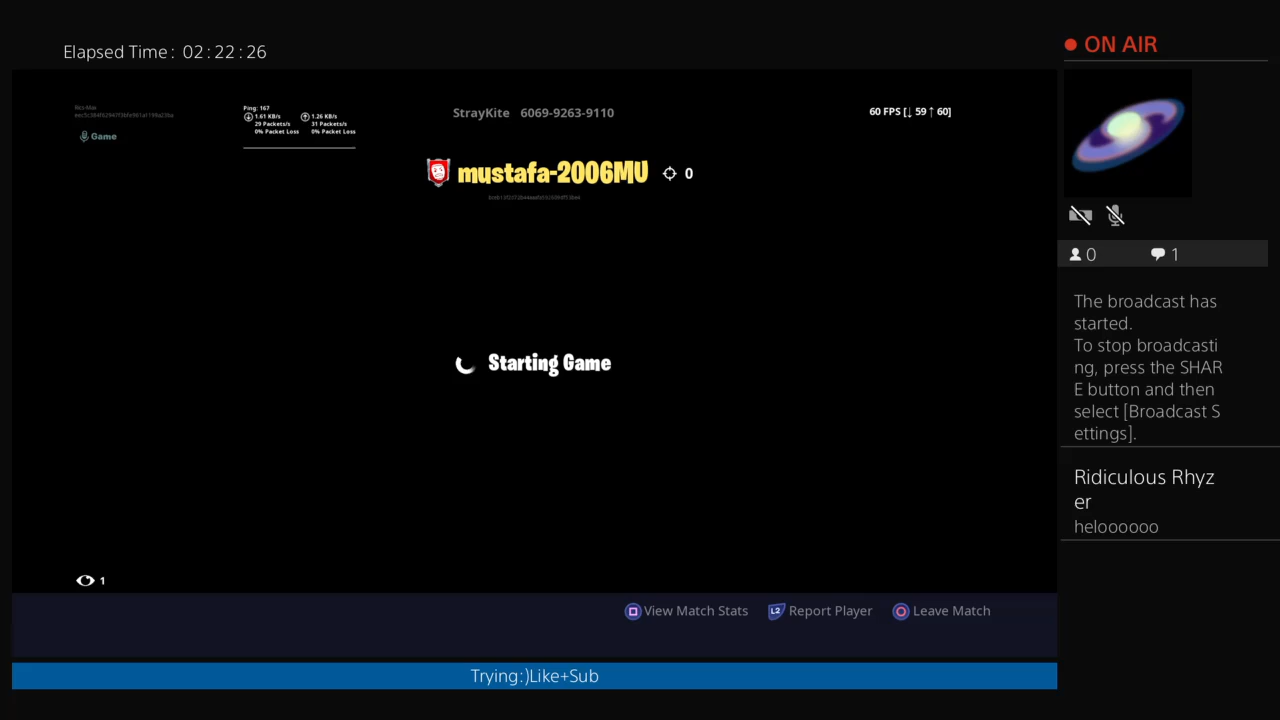 Elapsed Time: 02:22:26
ON AIR
Ping: 167
1.61 KB/s 1.26 KB/s
29 Packets/s 31 Packets/s
0% Packet Loss 0% Packet Loss
Game
StrayKite 6069-9263-9110
60 FPS [↓ 59 ↑ 60]
mustafa-2006MU 0
0 1
The broadcast has
started.
To stop broadcasti
ng, press the SHAR
E button and then
select [Broadcast S
ettings].
Starting Game
Ridiculous Rhyz
er
heloooooo
1
View Match Stats L2 Report Player Leave Match
Trying:)Like+Sub